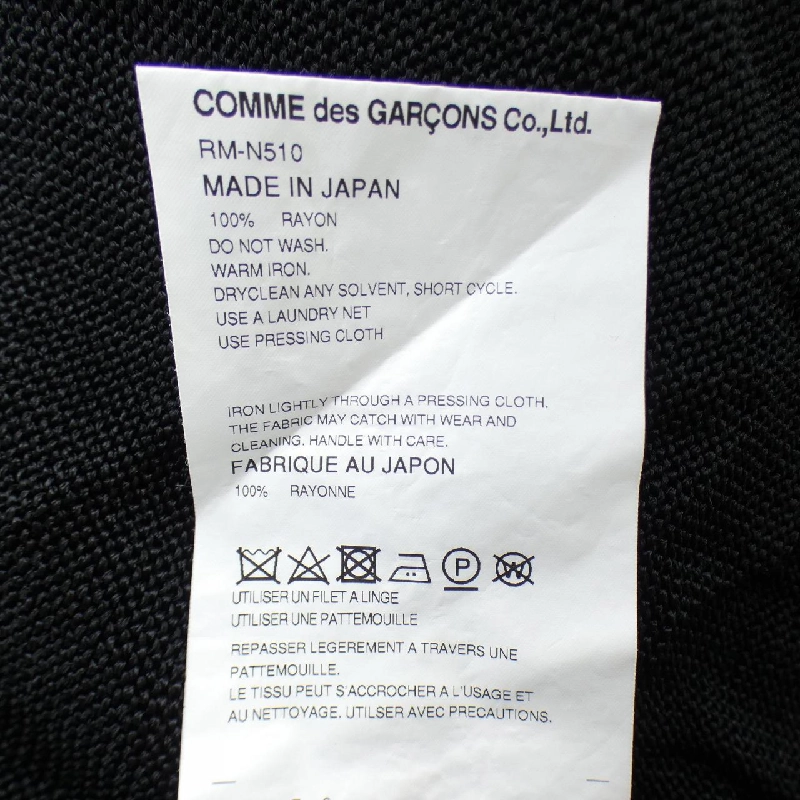 COMME des GARÇONS Co.,Ltd.
RM-N510
MADE IN JAPAN
100% RAYON
DO NOT WASH.
WARM IRON.
DRYCLEAN ANY SOLVENT, SHORT CYCLE.
USE A LAUNDRY NET
USE PRESSING CLOTH
IRON LIGHTLY THROUGH A PRESSING CLOTH.
THE FABRIC MAY CATCH WITH WEAR AND
CLEANING. HANDLE WITH CARE.
FABRIQUE AU JAPON
100% RAYONNE
P W
UTILISER UN FILET A LINGE
UTILISER UNE PATTEMOUILLE
REPASSER LEGEREMENT A TRAVERS UNE
PATTEMOUILLE.
LE TISSU PEUT S'ACCROCHER A L'USAGE ET
AU NETTOYAGE. UTILSER AVEC PRECAUTIONS.